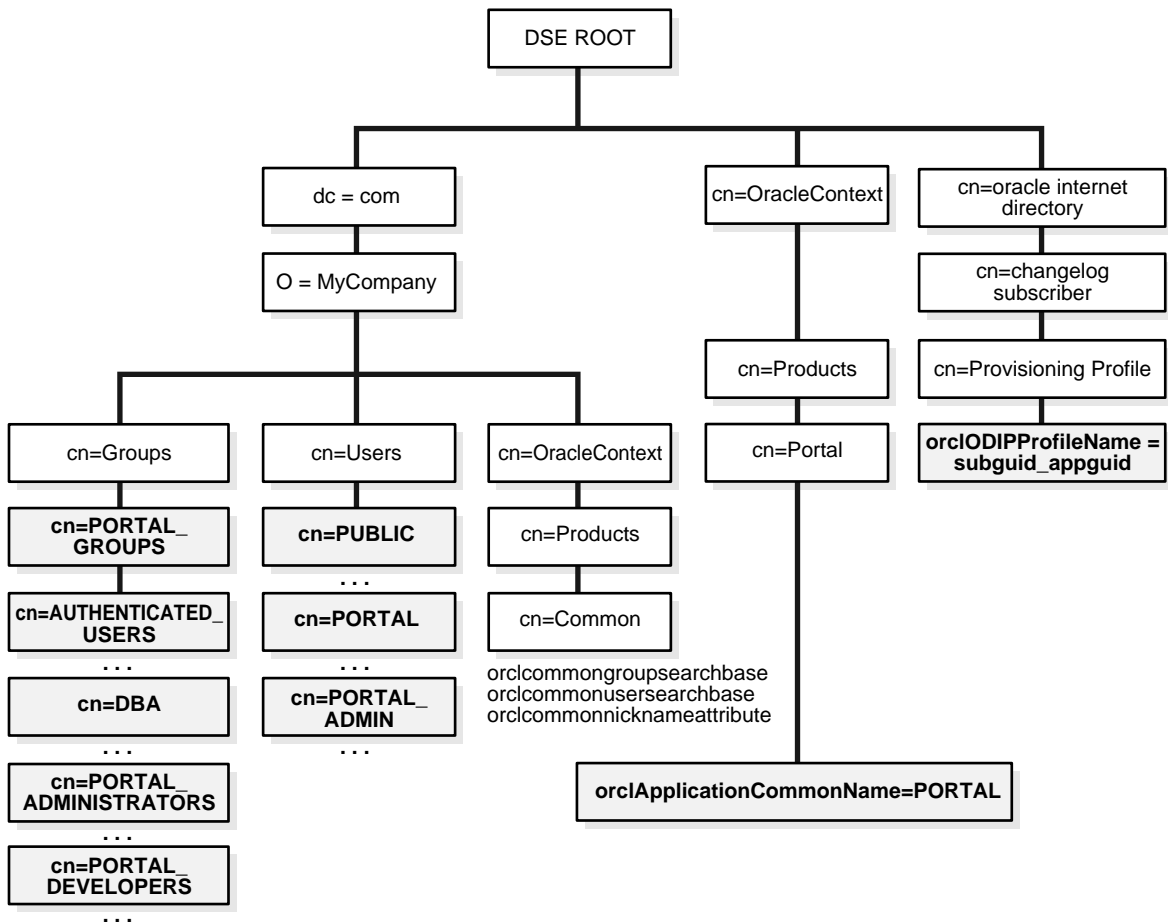 DSE ROOT
dc = com
cn=OracleContext
cn=oracle internet
directory
O = MyCompany
cn=changelog
subscriber
cn=Products
cn=Provisioning Profile
cn=Groups
cn=Users
cn=OracleContext
cn=Portal
orclODIPProfileName =
subguid_appguid
cn=PORTAL_
GROUPS
cn=PUBLIC
cn=Products
. . .
cn=AUTHENTICATED_
USERS
cn=PORTAL
cn=Common
. . .
. . .
orclcommongroupsearchbase
orclcommonusersearchbase
orclcommonnicknameattribute
cn=DBA
cn=PORTAL_
ADMIN
. . .
. . .
cn=PORTAL_
ADMINISTRATORS
orclApplicationCommonName=PORTAL
. . .
cn=PORTAL_
DEVELOPERS
. . .